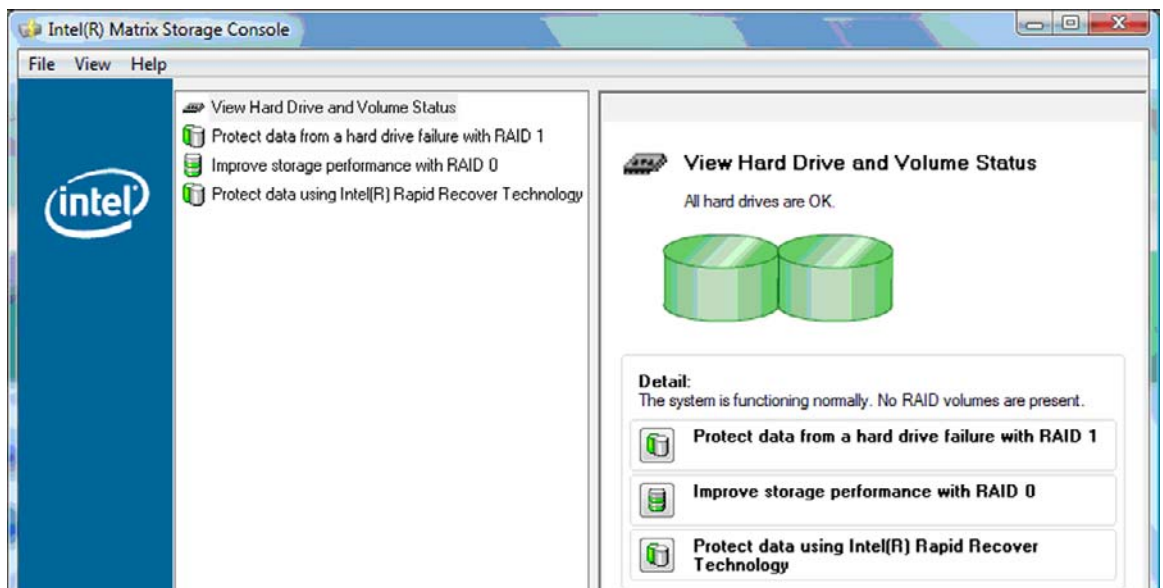 Intel(R) Matrix Storage Console
File View Help
intel
View Hard Drive and Volume Status
Protect data from a hard drive failure with RAID 1
Improve storage performance with RAID 0
Protect data using Intel(R) Rapid Recover Technology
View Hard Drive and Volume Status
All hard drives are OK.
Detail:
The system is functioning normally. No RAID volumes are present.
Protect data from a hard drive failure with RAID 1
Improve storage performance with RAID 0
Protect data using Intel(R) Rapid Recover
Technology